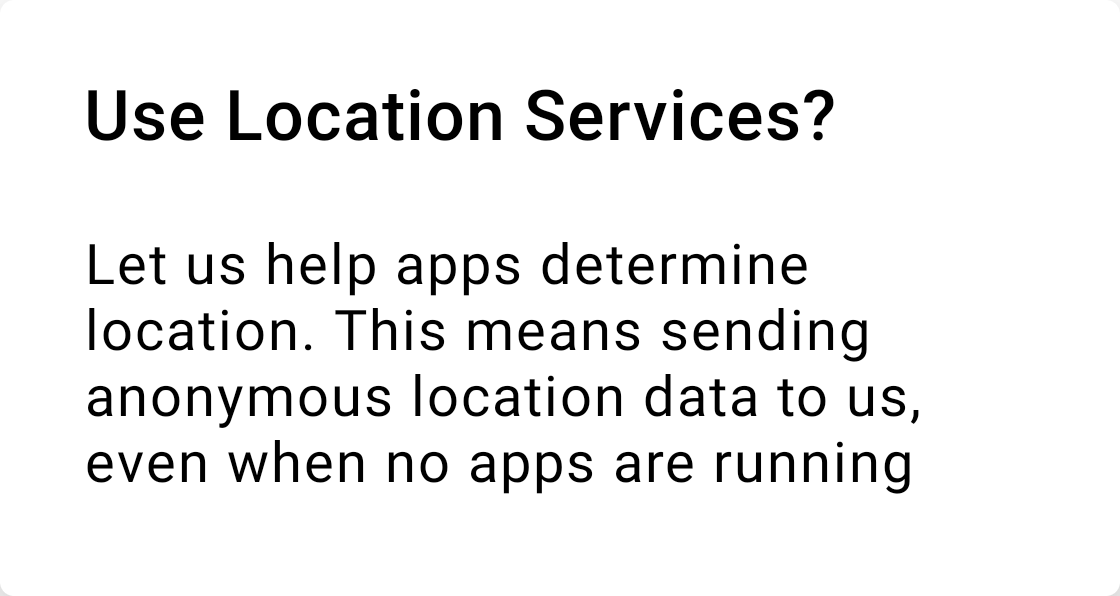 Use Location Services?
Let us help apps determine
location. This means sending
anonymous location data to us,
even when no apps are running